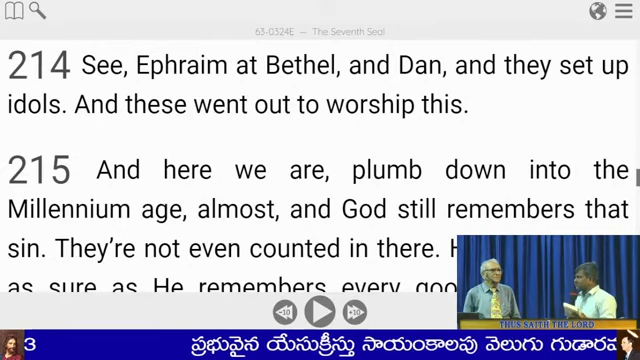 63-0324E — The Seventh Seal
214 See, Ephraim at Bethel, and Dan, and they set up
idols. And these went out to worship this.
215 And here we are, plumb down into the
Millennium age, almost, and God still remembers that
sin. They're not even counted in there.
as sure as He remembers every
-10
+10
THUS SAITH THE LORD
3 ప్రభువైన యేసుక్రీస్తు సాయంకాలపు వెలుగు